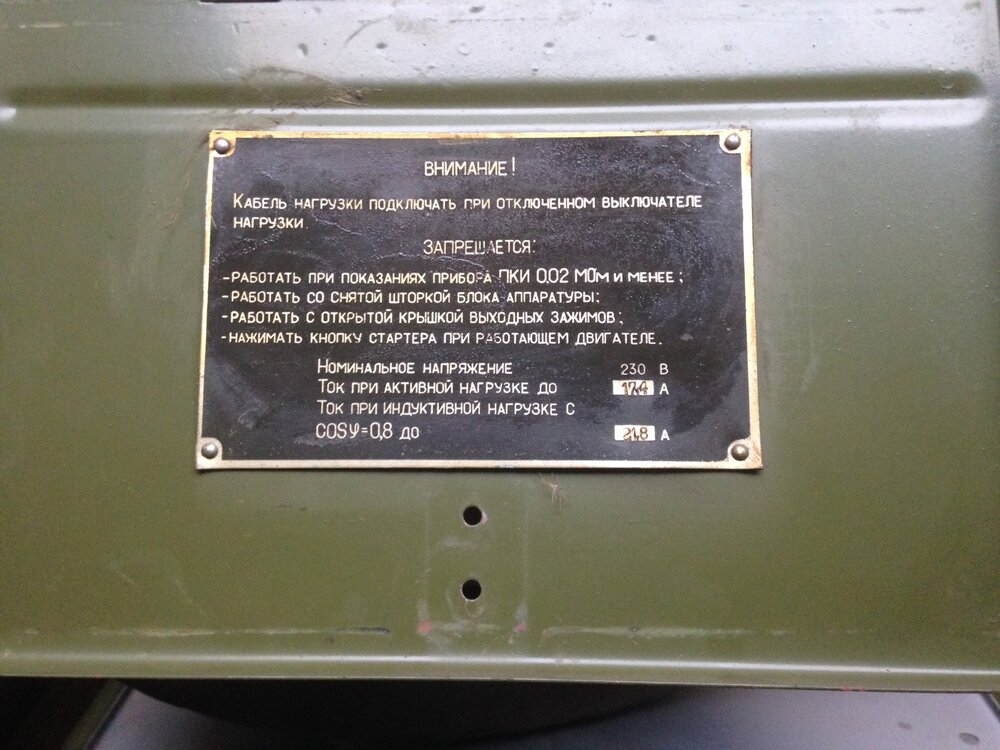 ВНИМАНИЕ!
КАБЕЛЬ НАГРУЗКИ ПОДКЛЮЧАТЬ ПРИ ОТКЛЮЧЕННОМ ВЫКЛЮЧАТЕЛЕ
НАГРУЗКИ.
ЗАПРЕЩАЕТСЯ:
-РАБОТАТЬ ПРИ ПОКАЗАНИЯХ ПРИБОРА ПКИ 0,02 МОм И МЕНЕЕ;
-РАБОТАТЬ СО СНЯТОЙ ШТОРКОЙ БЛОКА АППАРАТУРЫ;
-РАБОТАТЬ С ОТКРЫТОЙ КРЫШКОЙ ВЫХОДНЫХ ЗАЖИМОВ;
-НАЖИМАТЬ КНОПКУ СТАРТЕРА ПРИ РАБОТАЮЩЕМ ДВИГАТЕЛЕ.
НОМИНАЛЬНОЕ НАПРЯЖЕНИЕ 230 В
ТОК ПРИ АКТИВНОЙ НАГРУЗКЕ ДО 17,4 А
ТОК ПРИ ИНДУКТИВНОЙ НАГРУЗКЕ С
COSφ=0,8 ДО 21,8 А